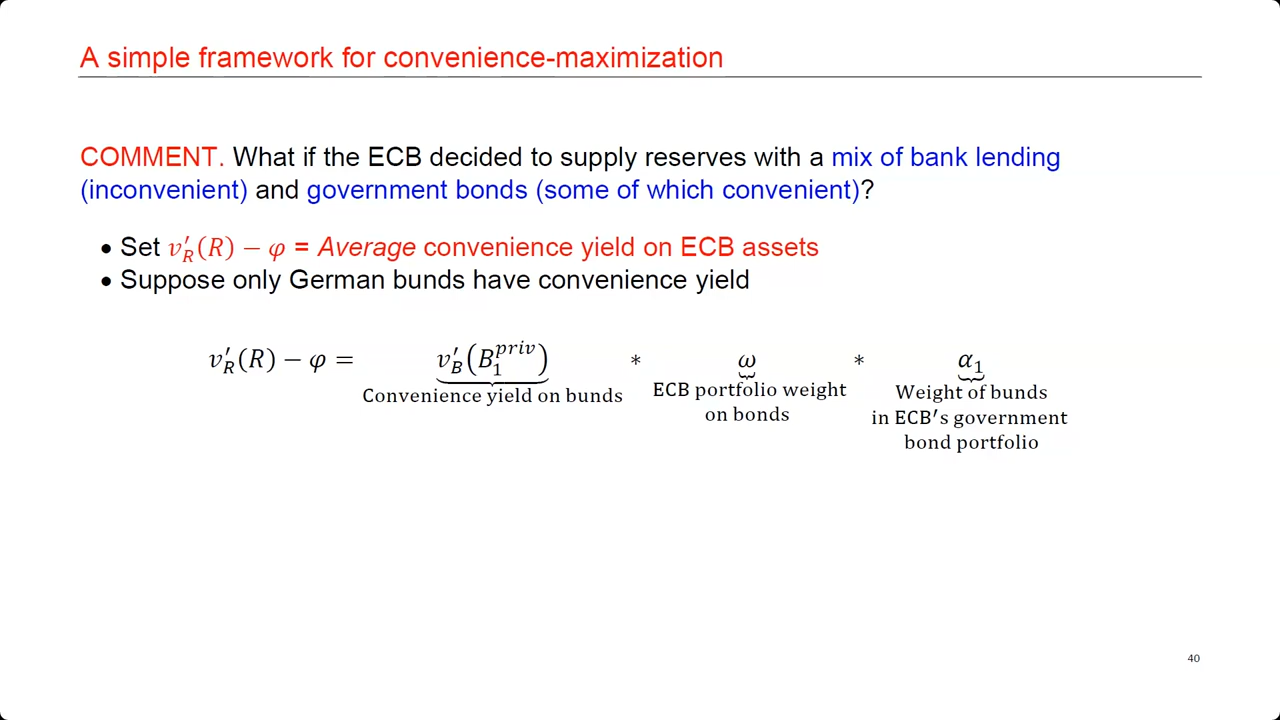 A simple framework for convenience-maximization
COMMENT. What if the ECB decided to supply reserves with a mix of bank lending
(inconvenient) and government bonds (some of which convenient)?
• Set v′_R(R) − φ = Average convenience yield on ECB assets
• Suppose only German bunds have convenience yield
v′_R(R) − φ = v′_B(B_1^priv) * ω * α_1
Convenience yield on bunds
ECB portfolio weight
on bonds
Weight of bunds
in ECB′s government
bond portfolio
40